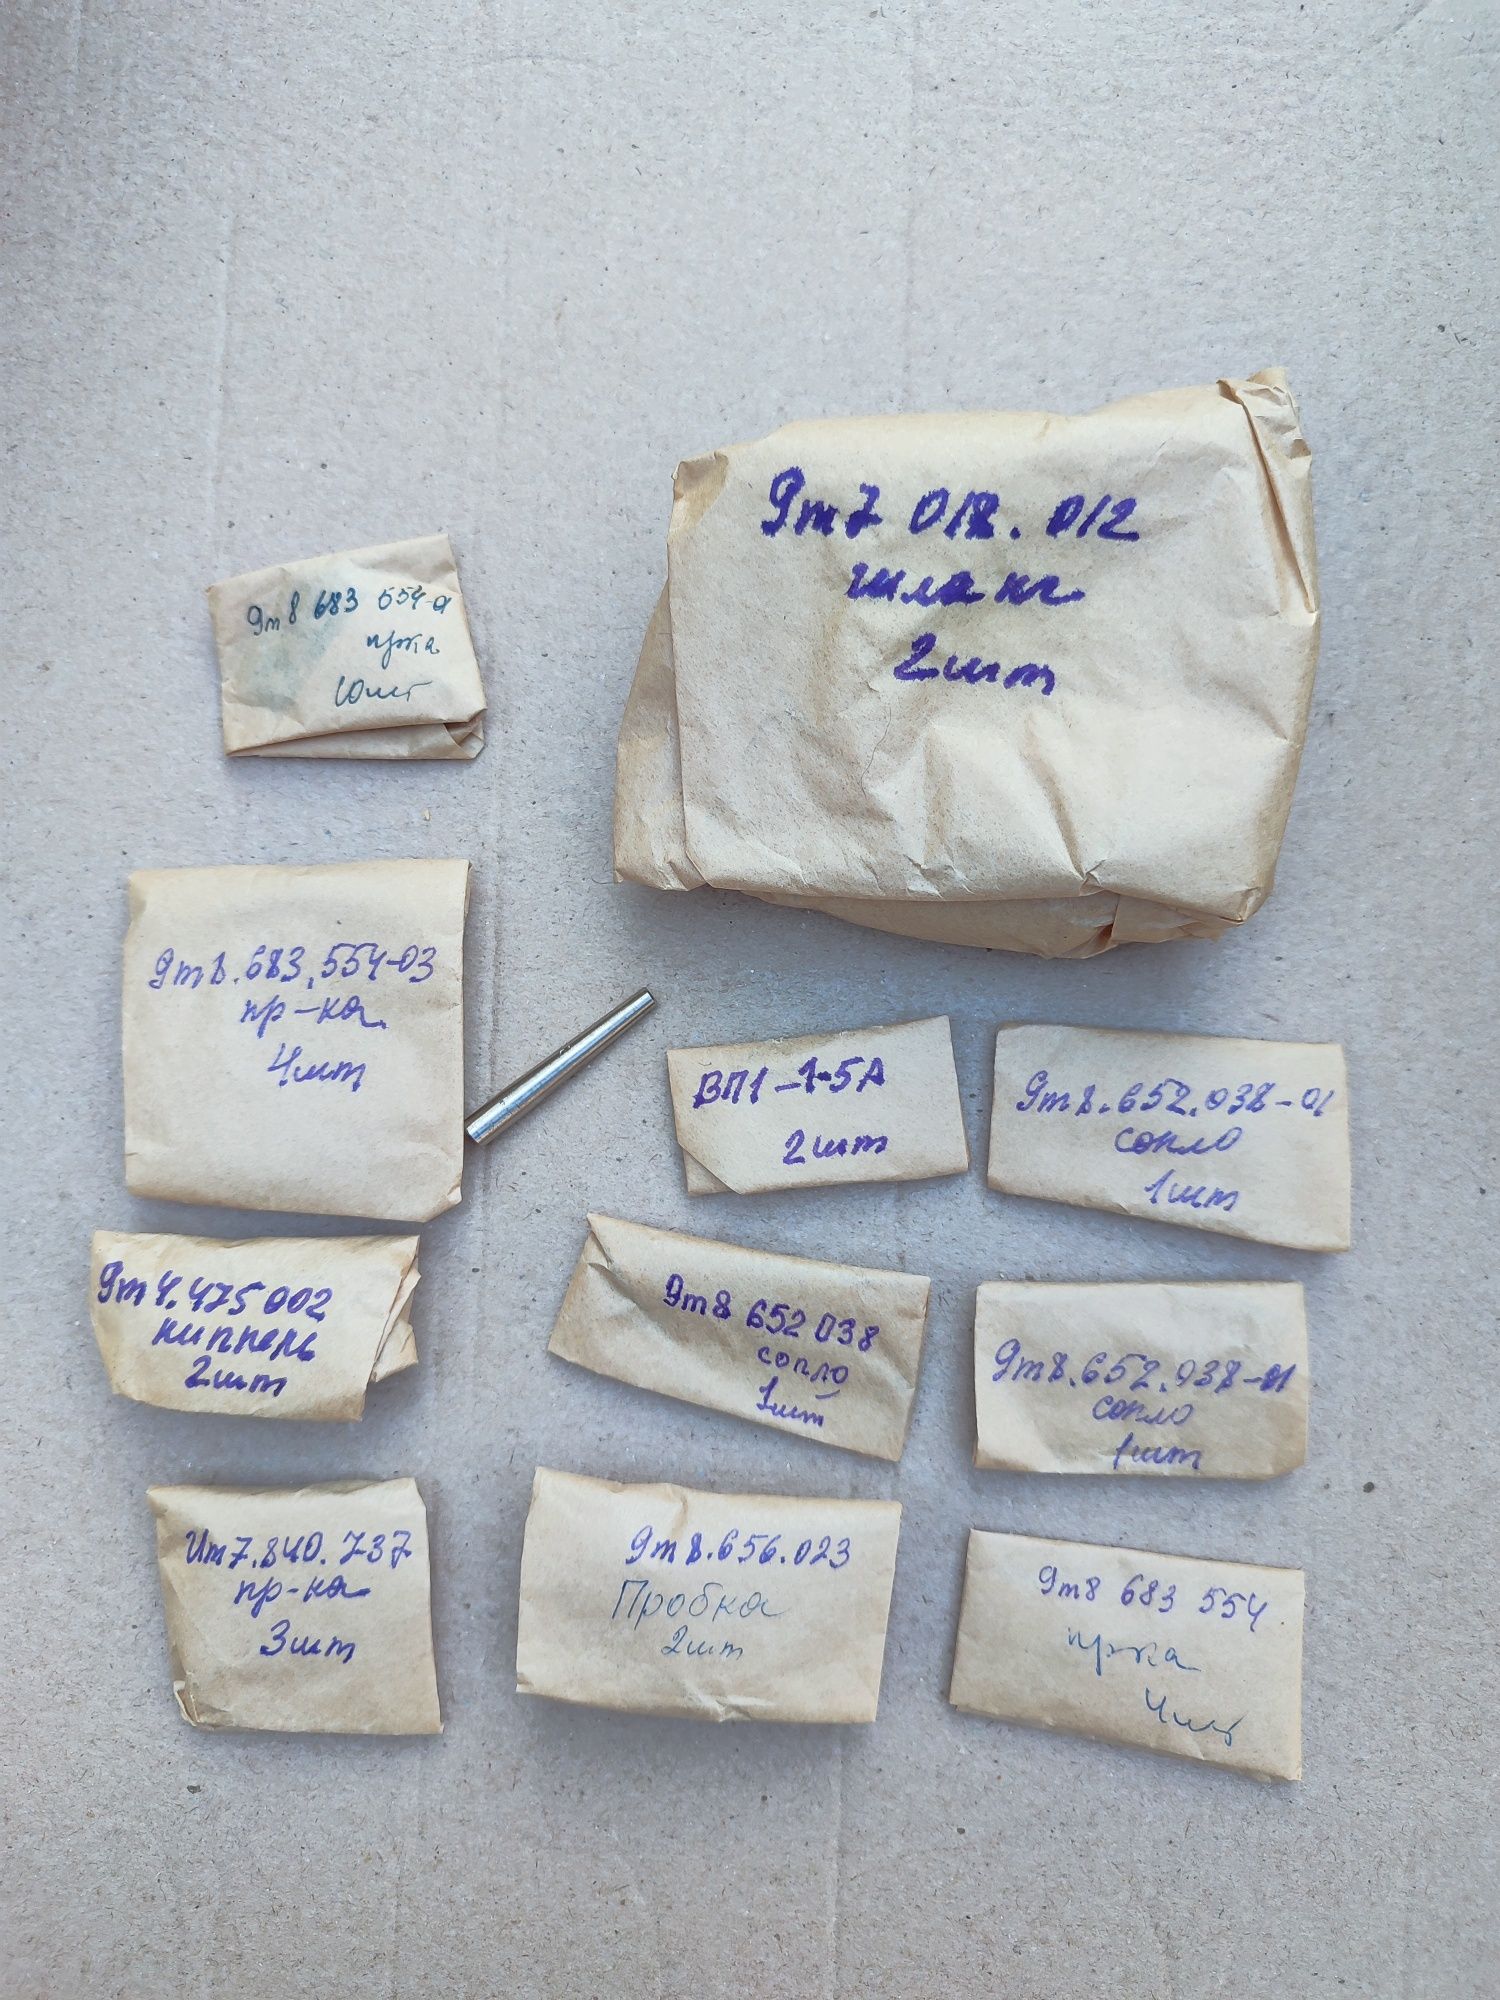 9т7 018.012
шланг
2шт
9т8 683 554-01
пр-ка
10шт
9т8.683.554-03
пр-ка
4шт
ВП1-1-5А
2шт
9т8.652.038-01
сопло
1шт
9т4.475002
ниппель
2шт
9т8 652 038
сопло
1шт
9т8.652.038-01
сопло
1шт
Ит7.840.737
пр-ка
3шт
9т8.656.023
Пробка
2шт
9т8 683 554
пр-ка
4шт